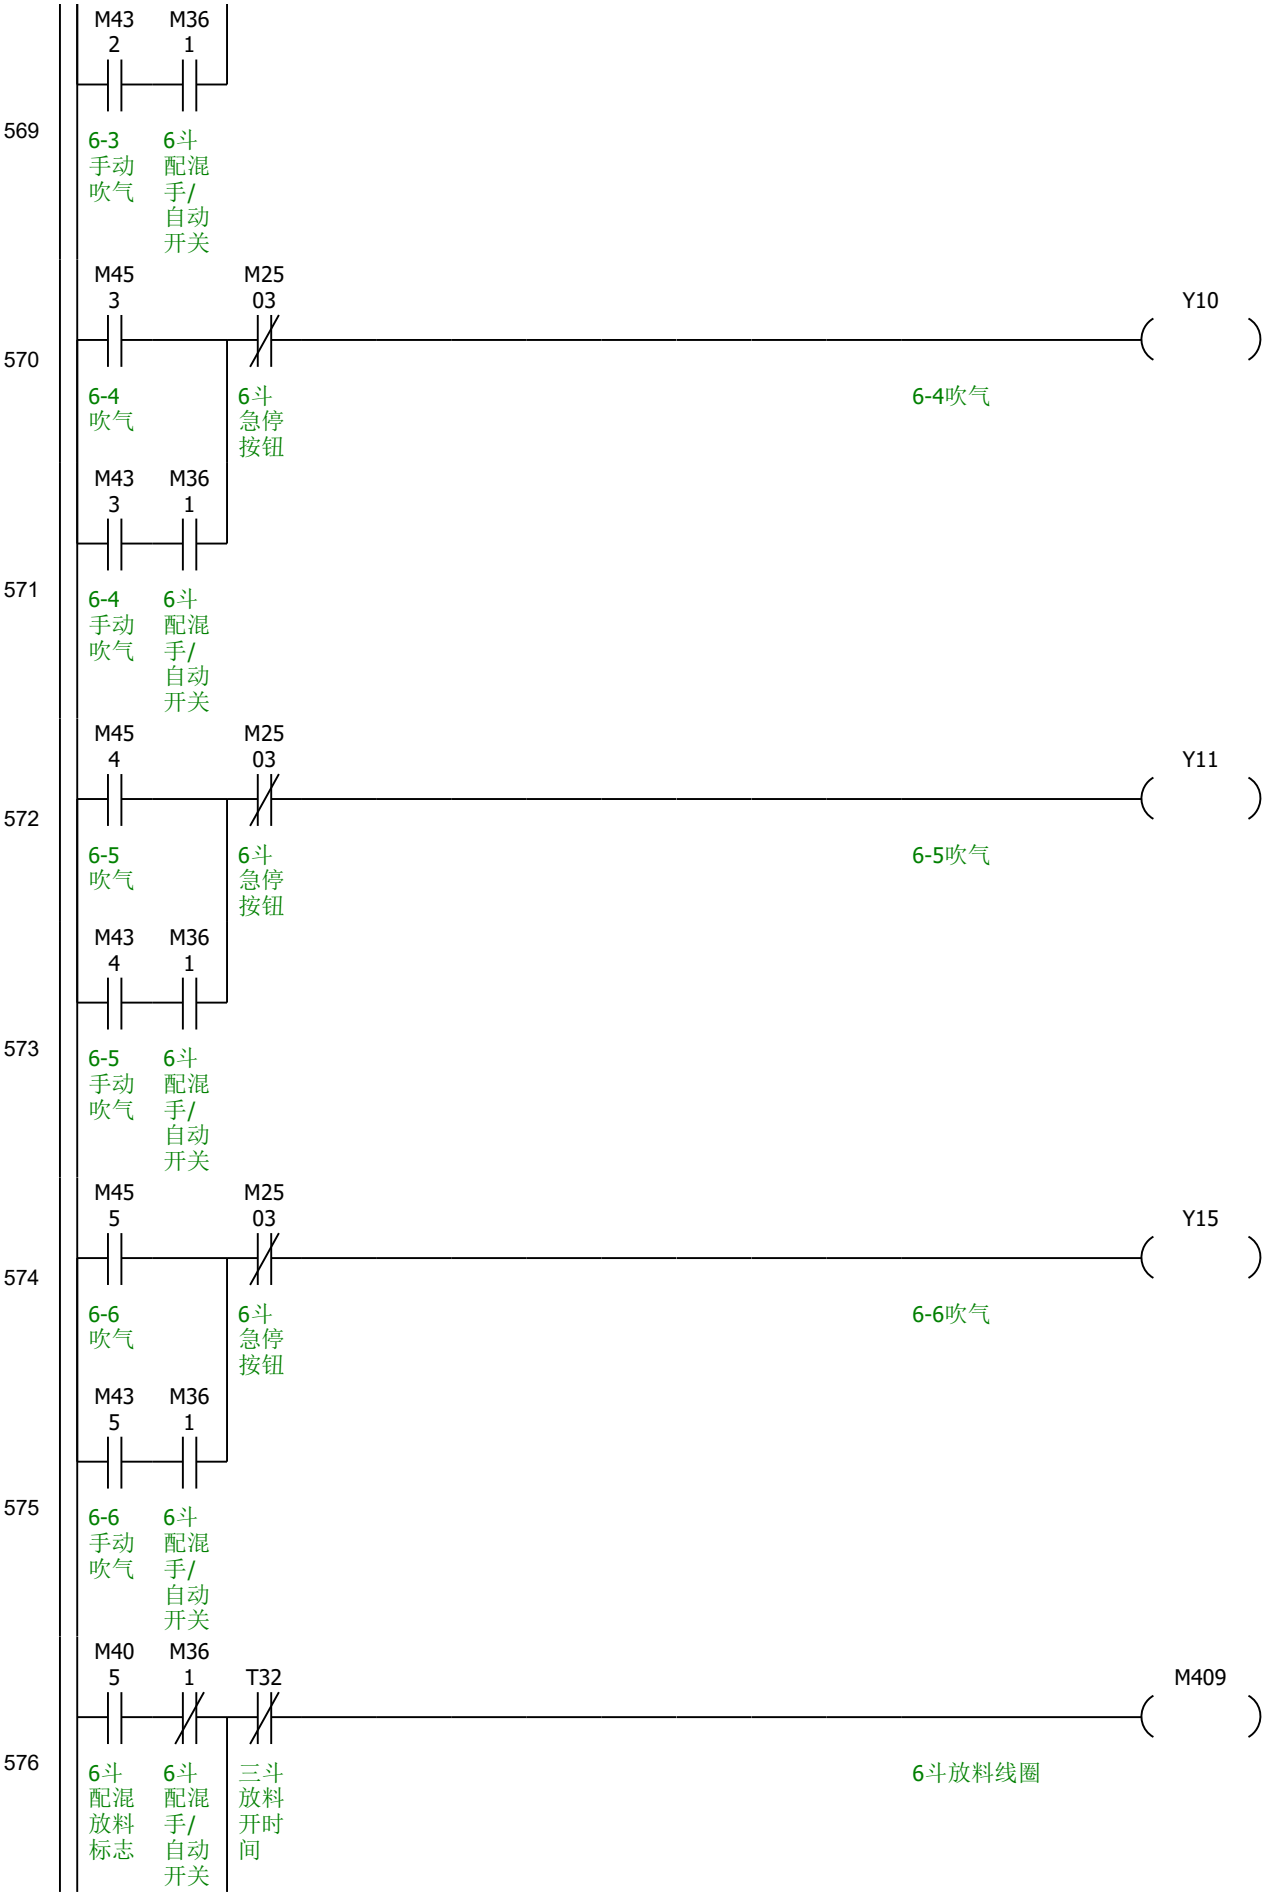 M43 M36
2 1
569
6-3 6斗
手动 配混
吹气 手/
自动
开关
M45 M25
3 03 Y10
570
6-4 6斗 6-4吹气
吹气 急停
按钮
M43 M36
3 1
571
6-4 6斗
手动 配混
吹气 手/
自动
开关
M45 M25
4 03 Y11
572
6-5 6斗 6-5吹气
吹气 急停
按钮
M43 M36
4 1
573
6-5 6斗
手动 配混
吹气 手/
自动
开关
M45 M25
5 03 Y15
574
6-6 6斗 6-6吹气
吹气 急停
按钮
M43 M36
5 1
575
6-6 6斗
手动 配混
吹气 手/
自动
开关
M40 M36
5 1 T32 M409
576
6斗 6斗 三斗 6斗放料线圈
配混 配混 放料
放料 手/ 开时
标志 自动 间
开关